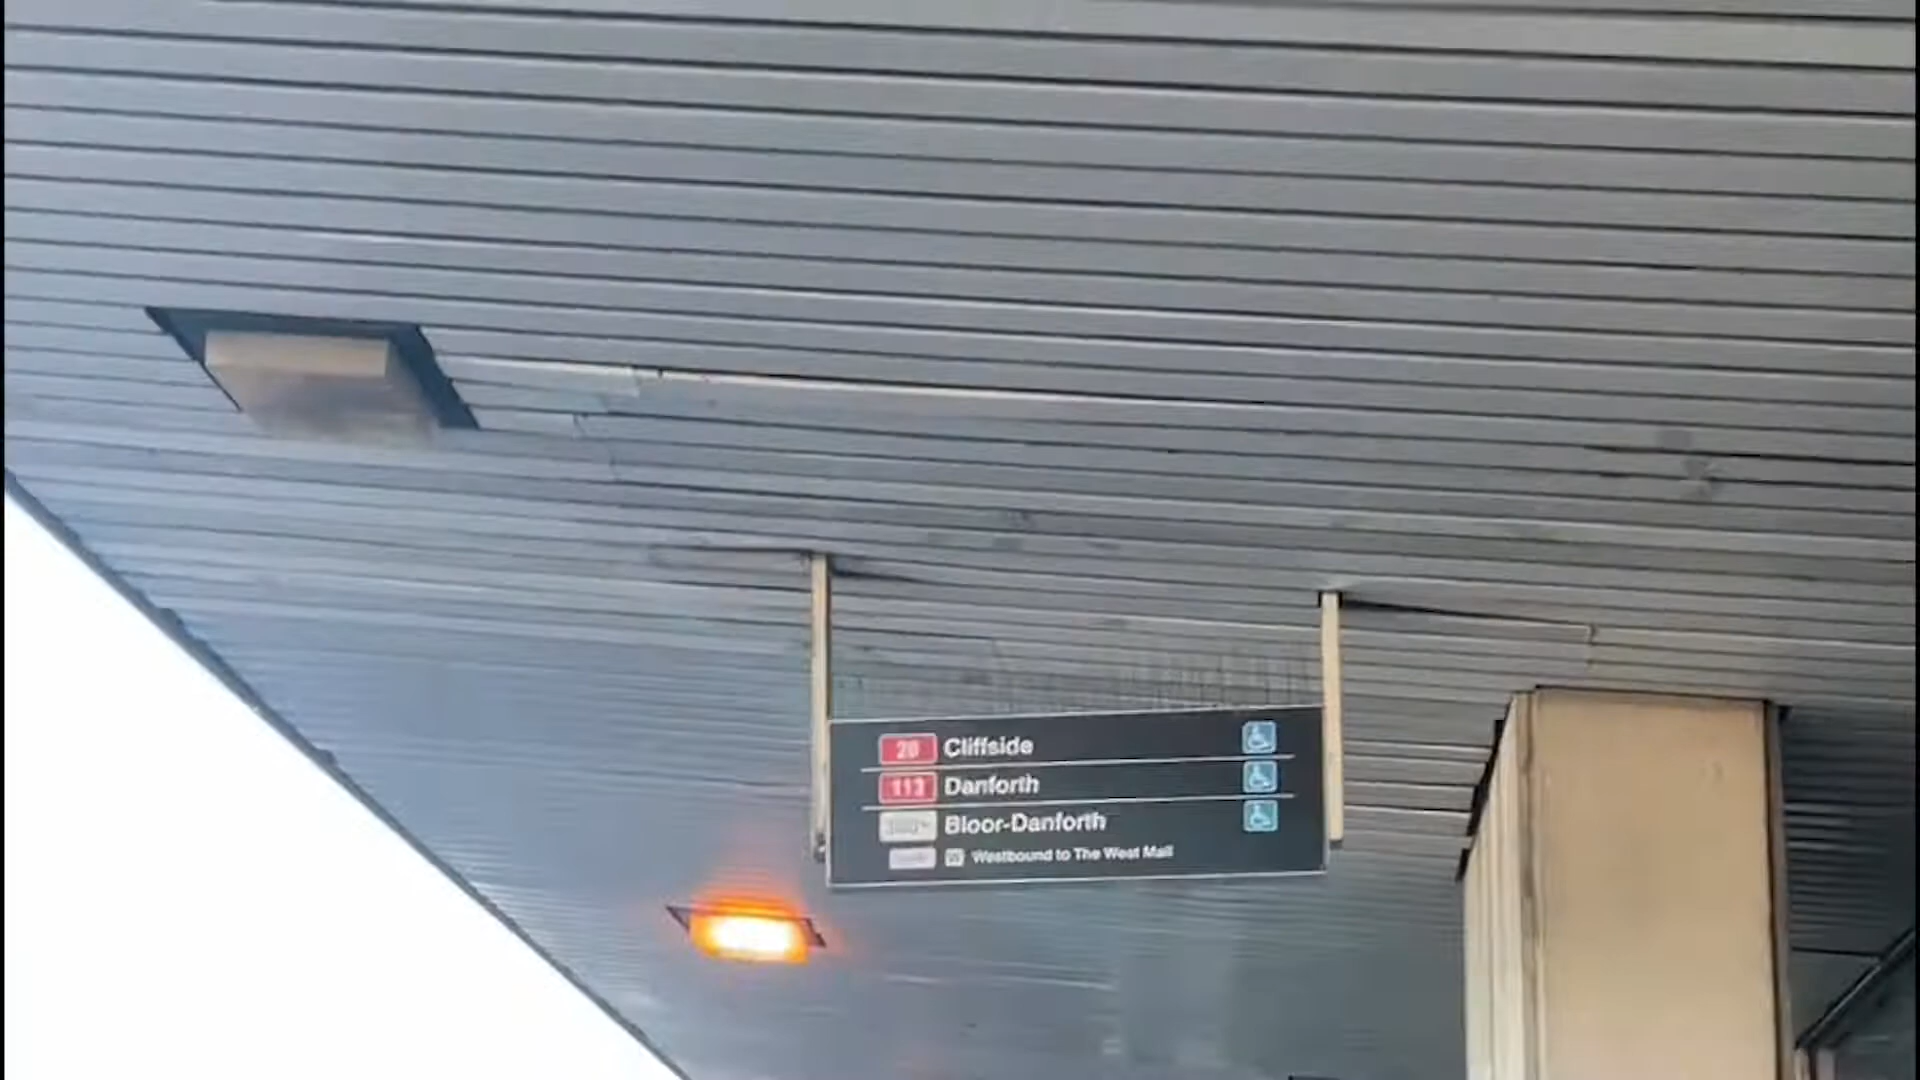 20 Cliffside
113 Danforth
Bloor-Danforth
W Westbound to The West Mall